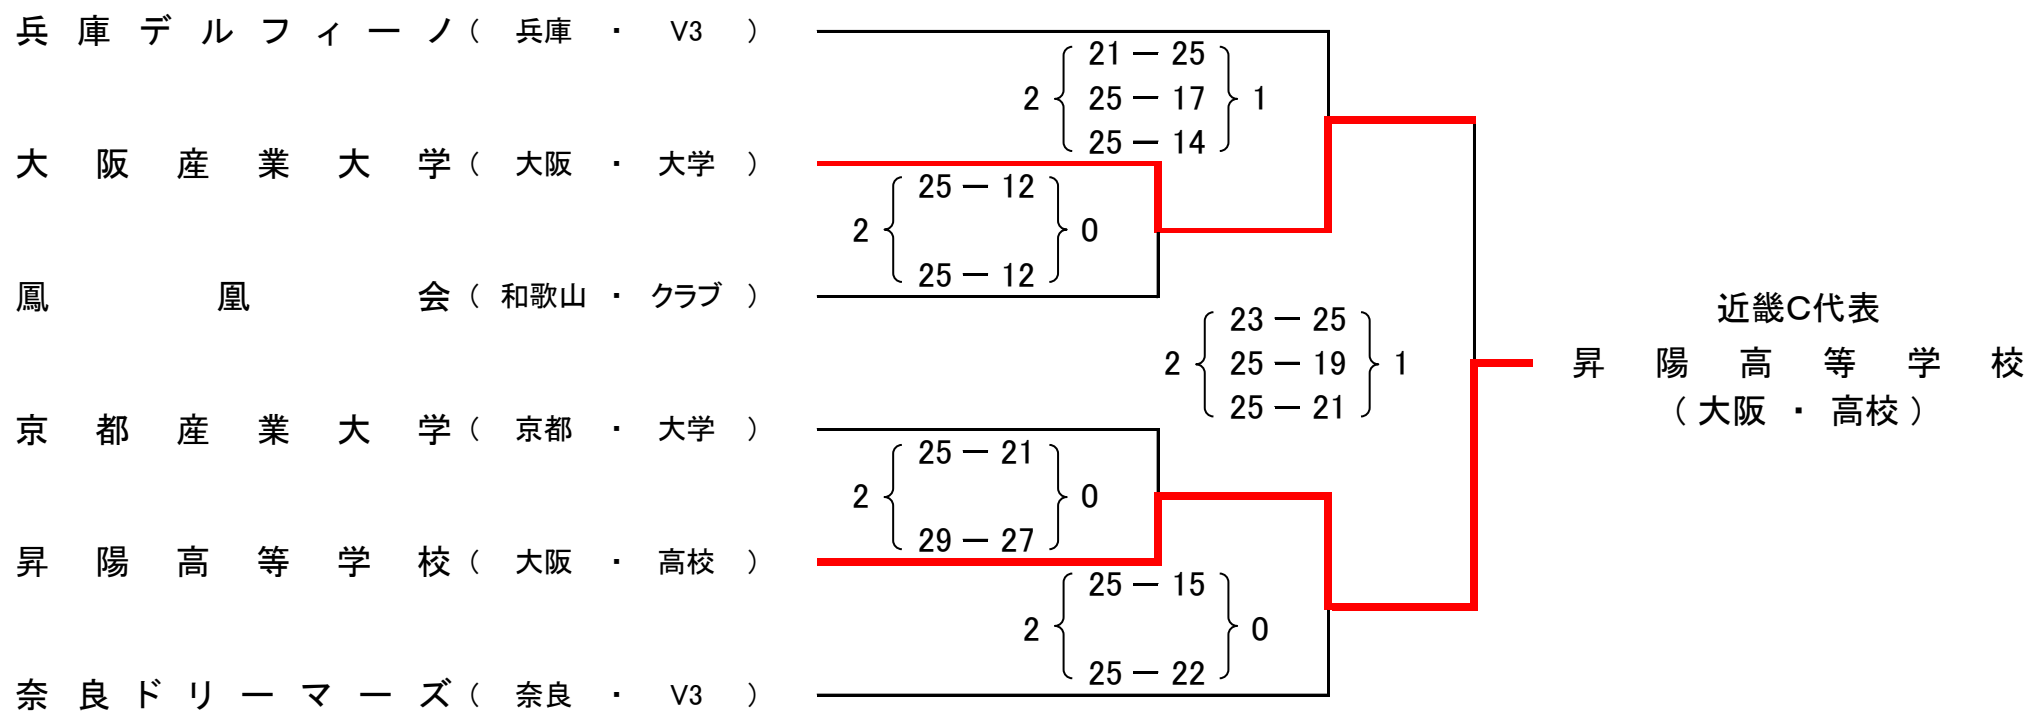 兵庫デルフィーノ（ 兵庫 ・ V3 ）
21 － 25
2 25 － 17 1
25 － 14
大阪産業大学（ 大阪 ・ 大学 ）
25 － 12
2 0
25 － 12
鳳凰会（ 和歌山 ・ クラブ ）
近畿C代表
23 － 25
2 25 － 19 1
25 － 21
昇陽高等学校
（ 大阪 ・ 高校 ）
京都産業大学（ 京都 ・ 大学 ）
25 － 21
2 0
29 － 27
昇陽高等学校（ 大阪 ・ 高校 ）
25 － 15
2 0
25 － 22
奈良ドリーマーズ（ 奈良 ・ V3 ）